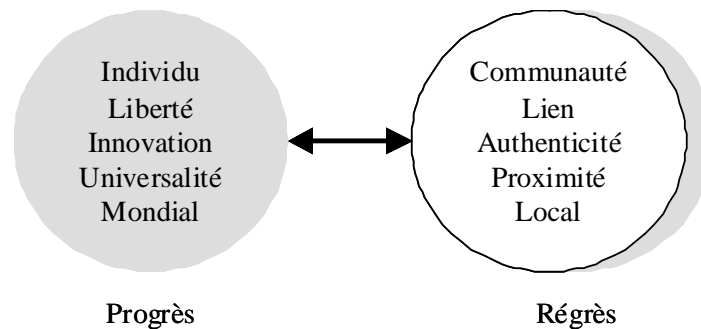 Individu
Liberté
Innovation
Universalité
Mondial
Communauté
Lien
Authenticité
Proximité
Local
Progrès
Régrès